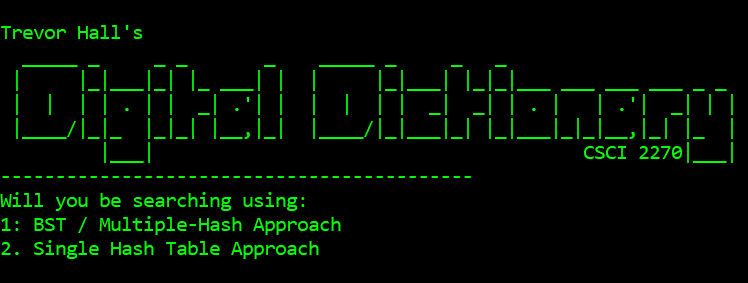 Trevor Hall's
Digital Dictionary
CSCI 2270
-------------------------------------------
Will you be searching using:
1: BST / Multiple-Hash Approach
2. Single Hash Table Approach